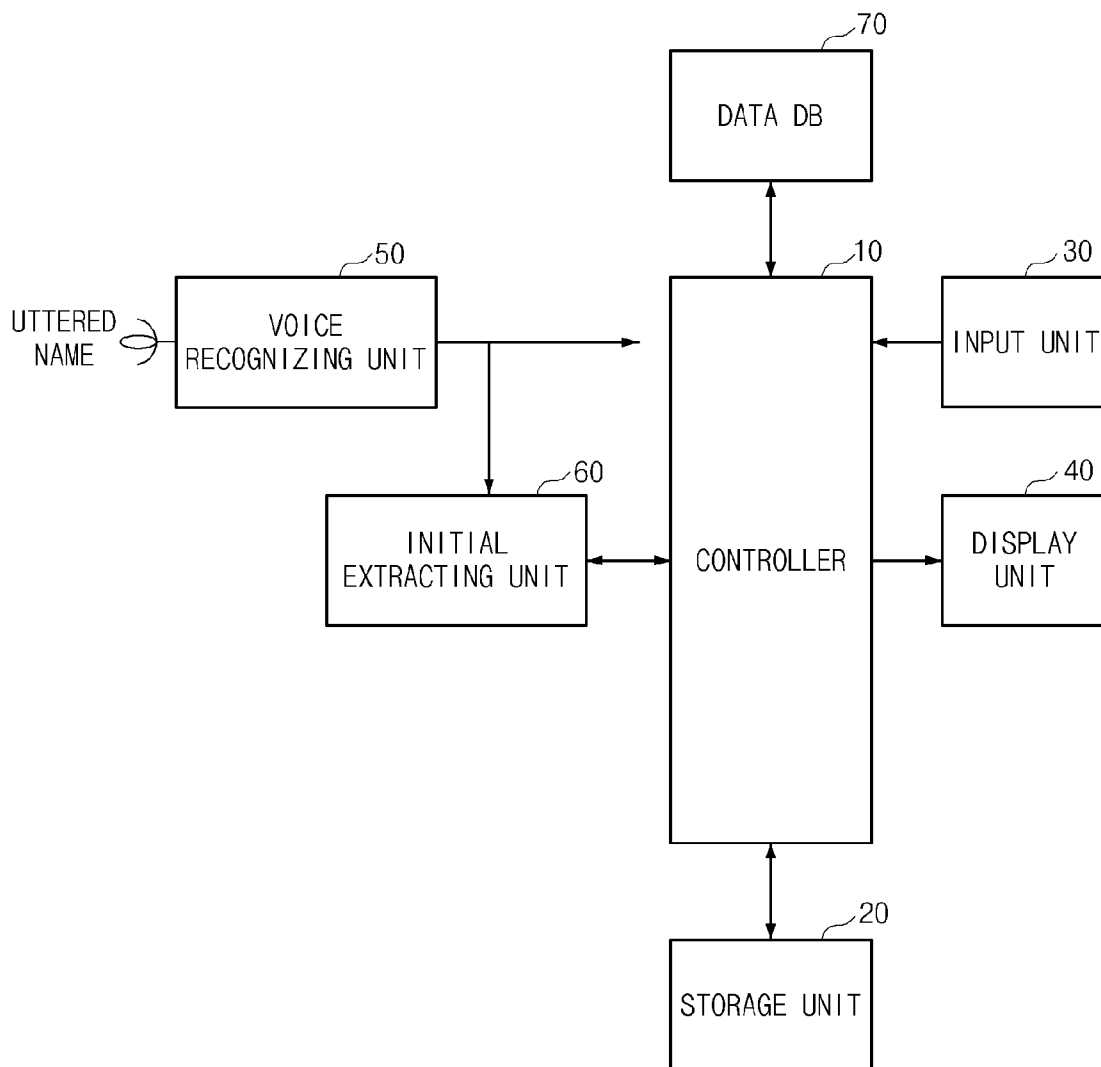 70
DATA DB
50
10
30
UTTERED
NAME
VOICE
RECOGNIZING UNIT
INPUT UNIT
60
40
INITIAL
EXTRACTING UNIT
CONTROLLER
DISPLAY
UNIT
20
STORAGE UNIT